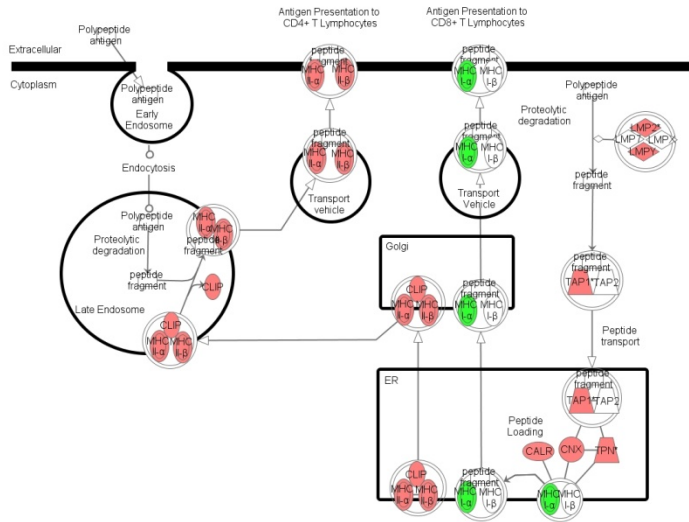 Antigen Presentation to
CD4+ T Lymphocytes
Antigen Presentation to
CD8+ T Lymphocytes
Polypeptide
antigen
Extracellular
Cytoplasm
peptide
fragment
MHC
II-α
MHC
II-β
peptide
fragment
MHC
I-α
MHC
I-β
Polypeptide
antigen
Early
Endosome
Endocytosis
Polypeptide
antigen
Proteolytic
degradation
peptide
fragment
Late Endosome
MHC
II-α
MHC
II-β
peptide
fragment
CLIP
CLIP
MHC
II-α
MHC
II-β
peptide
fragment
MHC
II-α
MHC
II-β
Transport
vehicle
peptide
fragment
MHC
I-α
MHC
I-β
Transport
Vehicle
Proteolytic
degradation
Polypeptide
antigen
LMP2*
LMP7
LMPY
peptide
fragment
Golgi
CLIP
MHC
II-α
MHC
II-β
peptide
fragment
MHC
I-α
MHC
I-β
peptide
fragment
TAP1*
TAP2
Peptide
transport
ER
peptide
fragment
TAP1*
TAP2
Peptide
Loading
CALR
CNX
TPN*
CLIP
MHC
II-α
MHC
II-β
peptide
fragment
MHC
I-α
MHC
I-β
MHC
I-α
MHC
I-β